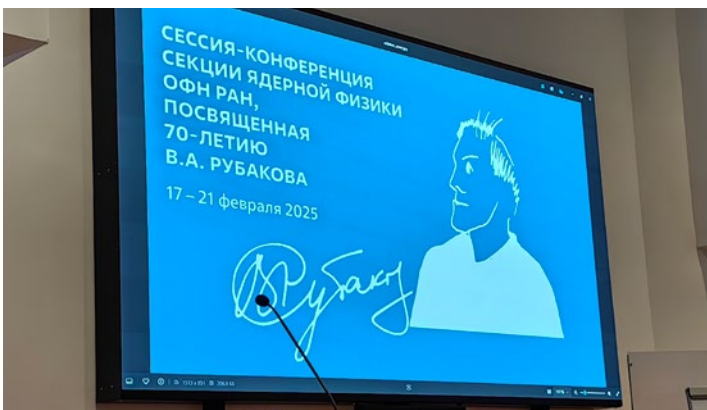 СЕССИЯ-КОНФЕРЕНЦИЯ
СЕКЦИИ ЯДЕРНОЙ ФИЗИКИ
ОФН РАН,
ПОСВЯЩЕННАЯ
70-ЛЕТИЮ
В.А. РУБАКОВА
17 – 21 февраля 2025